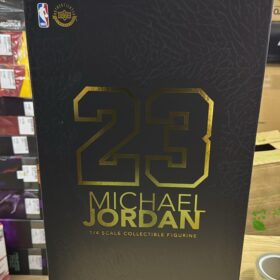 23
MICHAEL
JORDAN
1/4 SCALE COLLECTIBLE FIGURINE